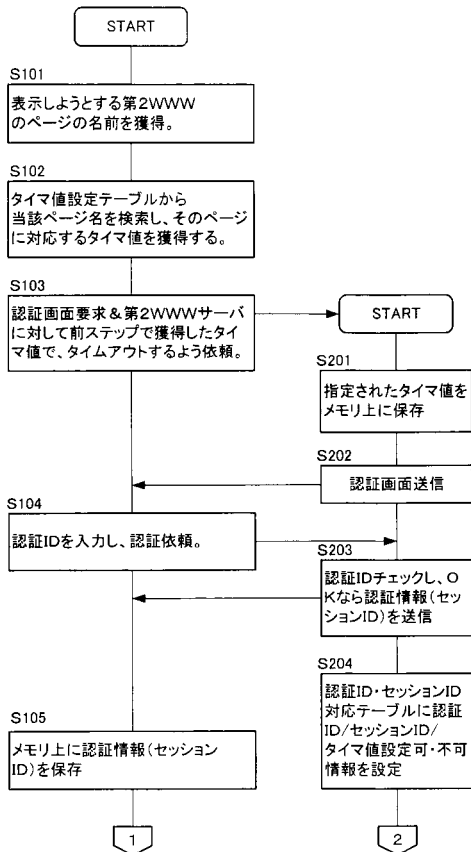 START
S101
表示しようとする第2WWW
のページの名前を獲得。
S102
タイマ値設定テーブルから
当該ページ名を検索し、そのページ
に対応するタイマ値を獲得する。
S103
認証画面要求&第2WWWサーバ
に対して前ステップで獲得したタイ
マ値で、タイムアウトするよう依頼。
START
S201
指定されたタイマ値を
メモリ上に保存
S202
認証画面送信
S104
認証IDを入力し、認証依頼。
S203
認証IDチェックし、O
Kなら認証情報(セッ
ションID)を送信
S204
認証ID・セッションID
対応テーブルに認証
ID/セッションID/
タイマ値設定可・不可
情報を設定
S105
メモリ上に認証情報(セッション
ID)を保存
1
2